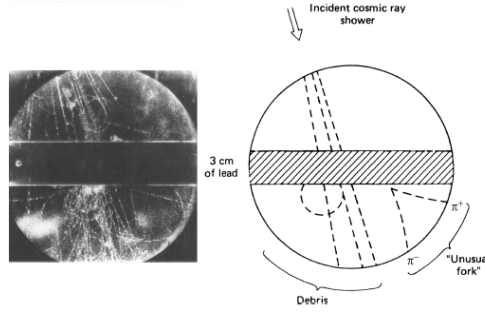 Incident cosmic ray
shower
3 cm
of lead
π⁺
π⁻
"Unusual
fork"
Debris